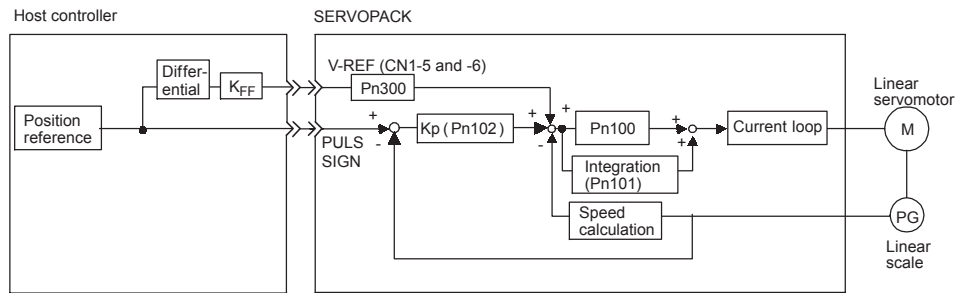 Host controller
SERVOPACK
V-REF (CN1-5 and -6)
Differ-
ential
KFF
Pn300
Linear
servomotor
Position
reference
+
-
Kp (Pn102)
+
+
-
+
Pn100
+
+
Current loop
M
PULS
SIGN
Integration
(Pn101)
Speed
calculation
PG
Linear
scale